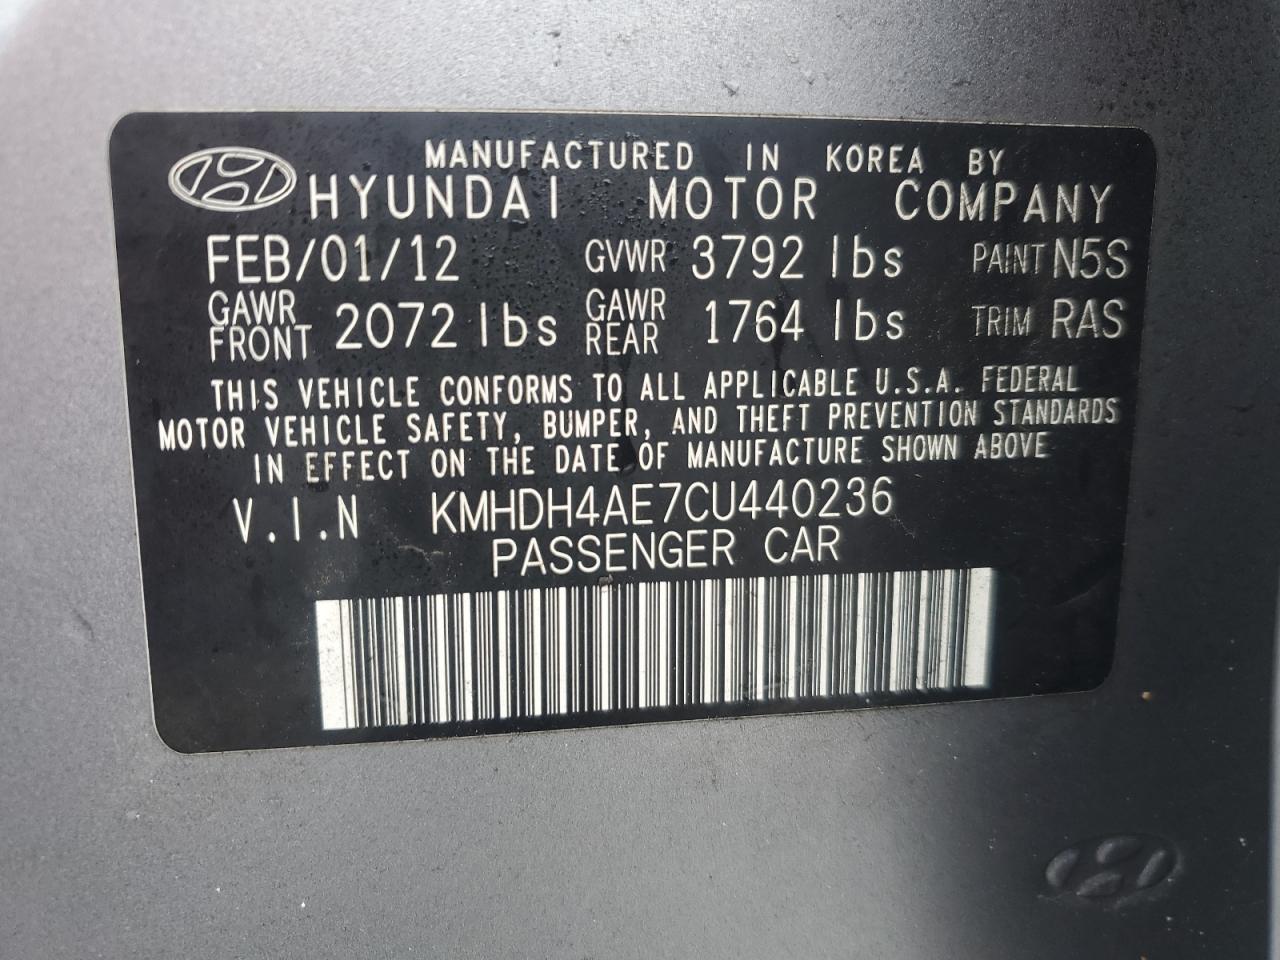 MANUFACTURED IN KOREA BY
HYUNDAI MOTOR COMPANY
FEB/01/12 GVWR 3792 lbs PAINT N5S
GAWR FRONT 2072 lbs GAWR REAR 1764 lbs TRIM RAS
THIS VEHICLE CONFORMS TO ALL APPLICABLE U.S.A. FEDERAL
MOTOR VEHICLE SAFETY, BUMPER, AND THEFT PREVENTION STANDARDS
IN EFFECT ON THE DATE OF MANUFACTURE SHOWN ABOVE
V.I.N KMHDH4AE7CU440236
PASSENGER CAR